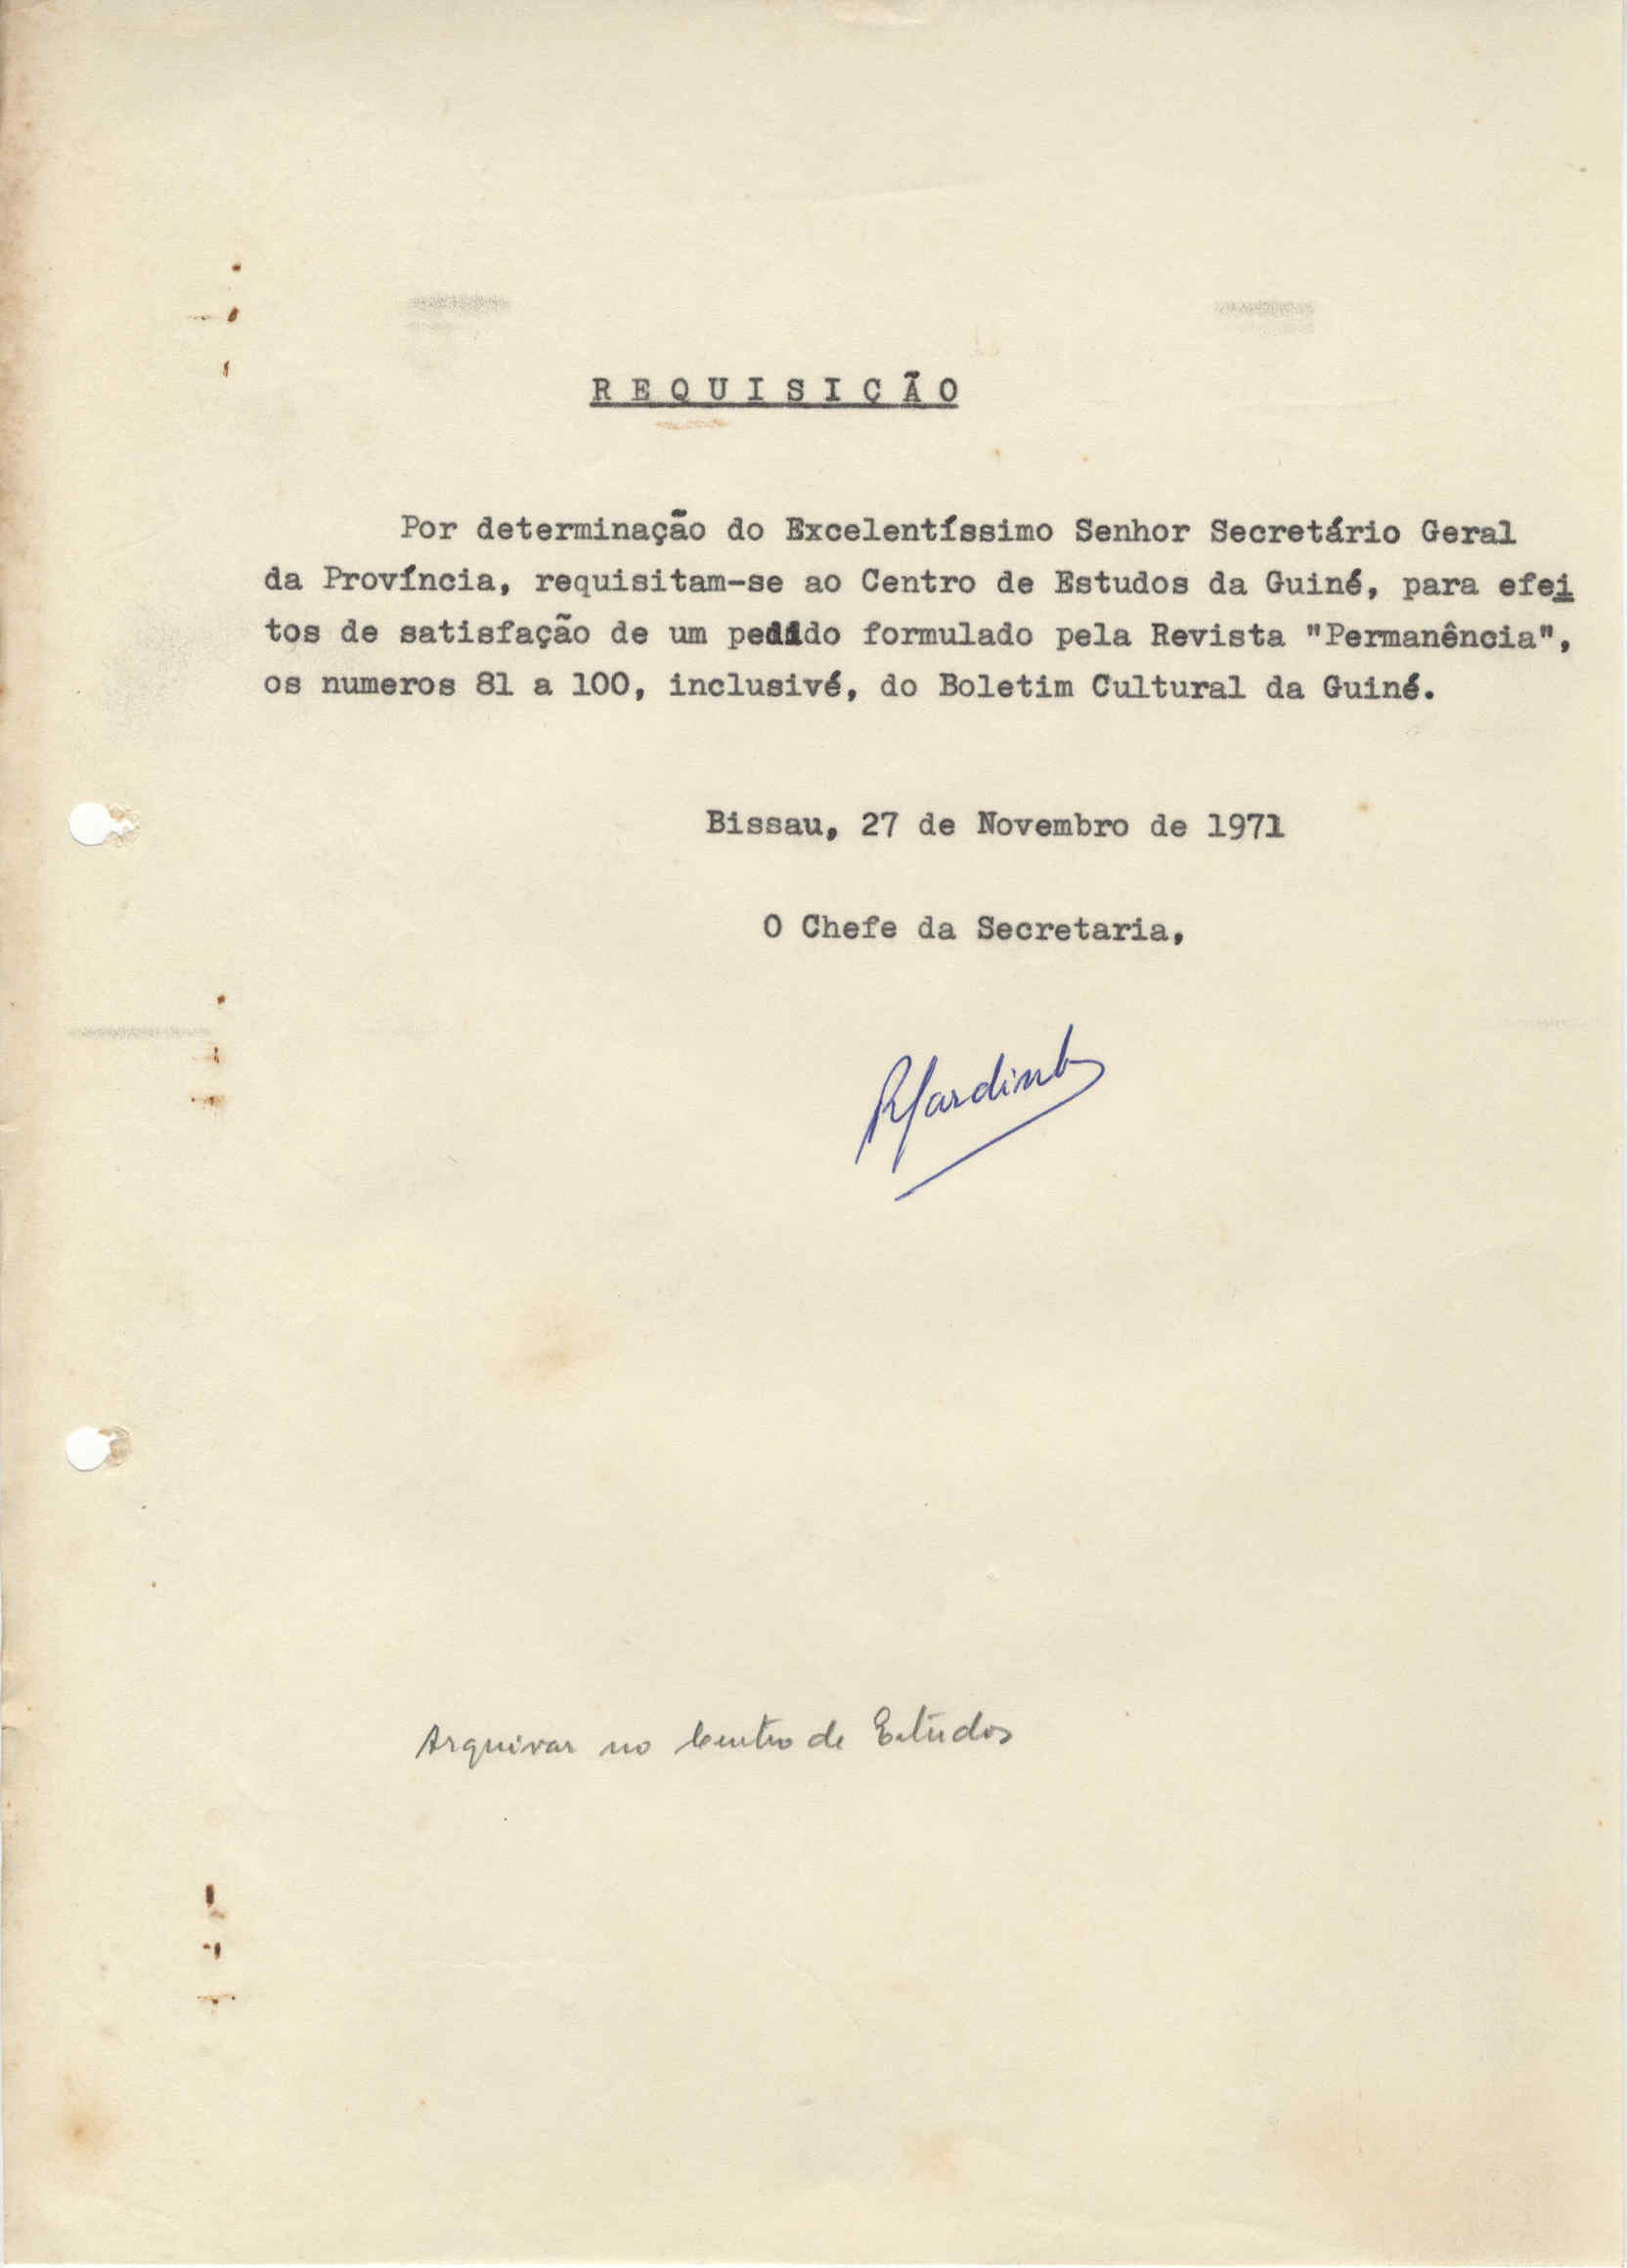 REQUISIÇÃO
Por determinação do Excelentíssimo Senhor Secretário Geral
da Província, requisitam-se ao Centro de Estudos da Guiné, para efei
tos de satisfação de um pedido formulado pela Revista "Permanência",
os numeros 81 a 100, inclusivé, do Boletim Cultural da Guiné.
Bissau, 27 de Novembro de 1971
O Chefe da Secretaria,
Arquivar no Centro de Estudos